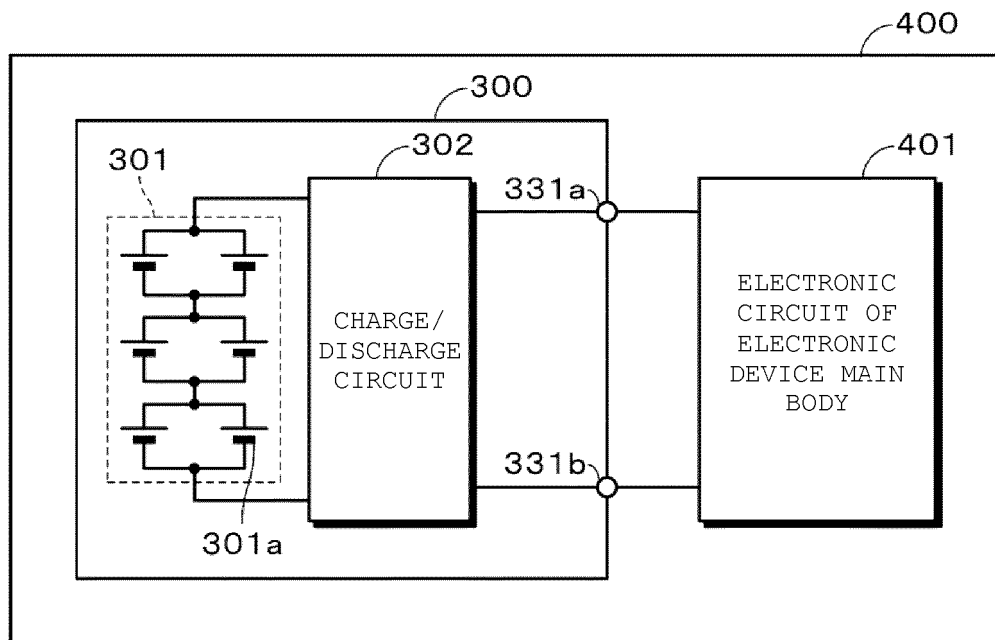 400
300
301
302
401
331a
ELECTRONIC
CIRCUIT OF
ELECTRONIC
DEVICE MAIN
BODY
CHARGE/
DISCHARGE
CIRCUIT
331b
301a